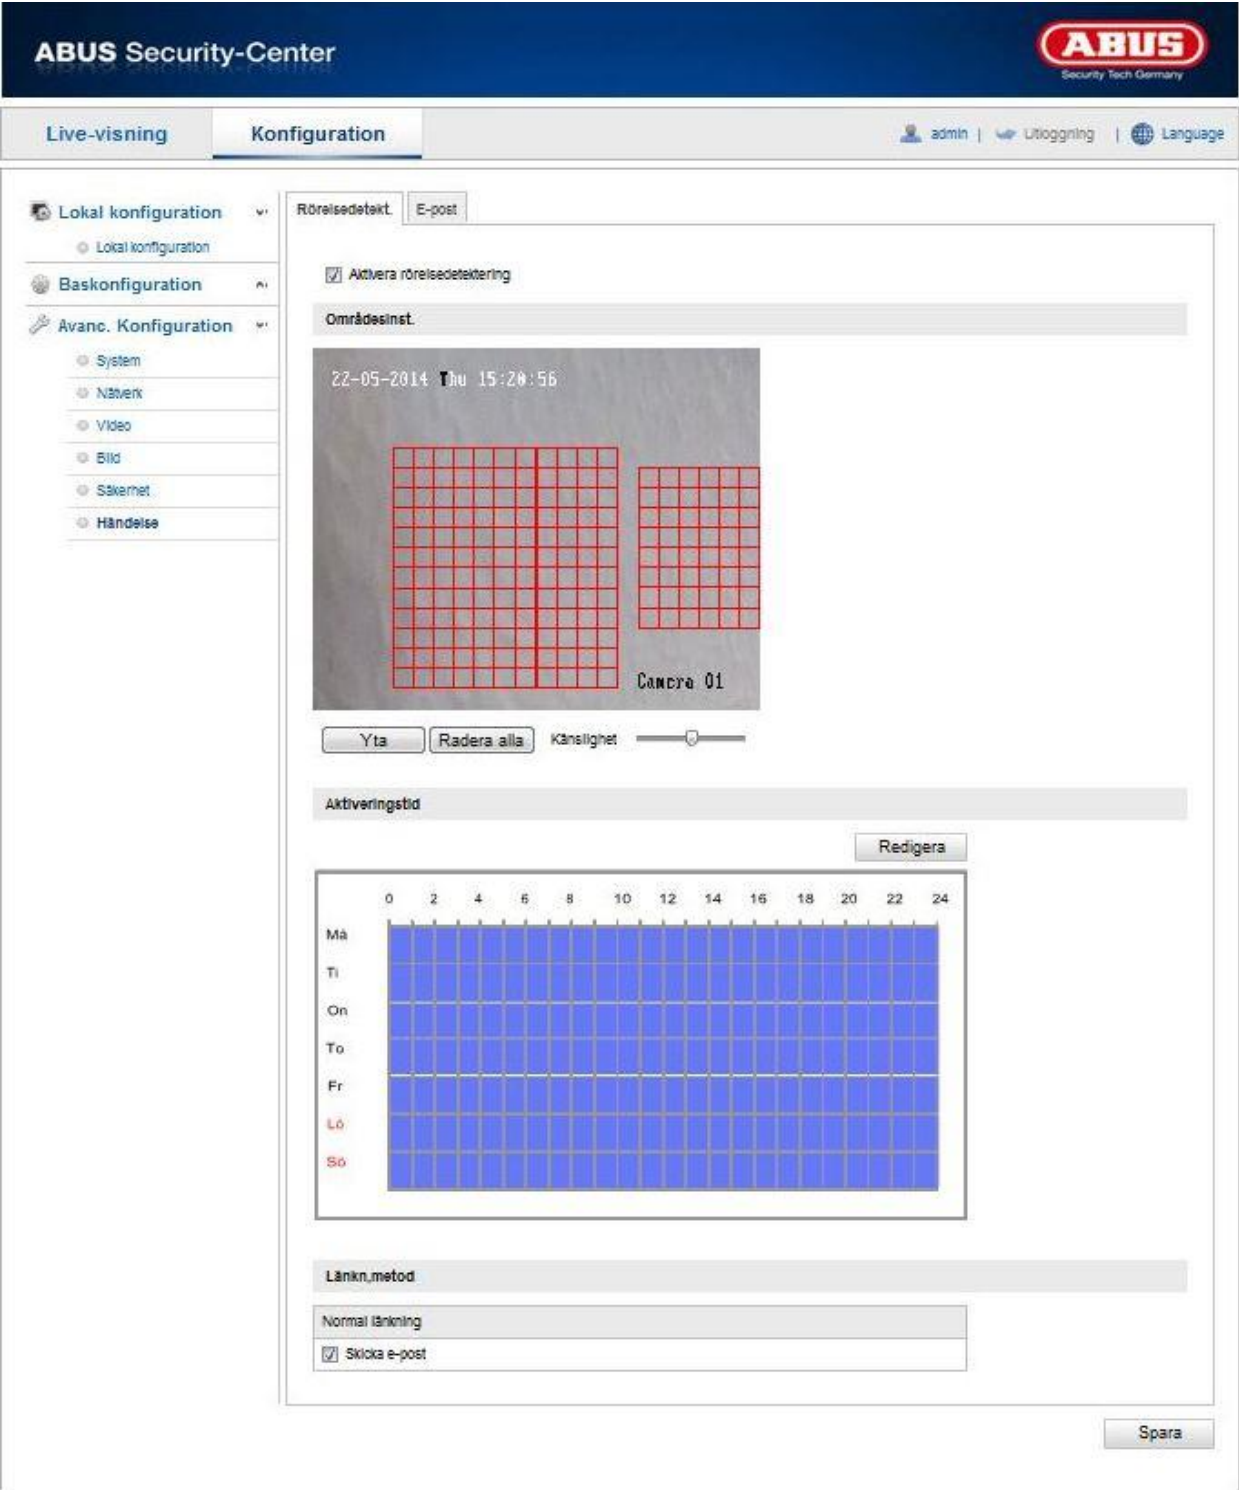 ABUS Security-Center
ABUS
Security Tech Germany
Live-visning
Konfiguration
admin | Utloggning | Language
Lokal konfiguration
Lokal konfiguration
Baskonfiguration
Avanc. Konfiguration
System
Nätverk
Video
Bild
Säkerhet
Händelse
Rörelsedetekt.
E-post
Aktivera rörelsedetektering
Områdesinst.
22-05-2014 Thu 15:20:56
Camera 01
Yta
Radera alla
Känslighet
Aktiveringstid
Redigera
0 2 4 6 8 10 12 14 16 18 20 22 24
Må
Ti
On
To
Fr
Lö
Sö
Länkn,metod
Normal länkning
Skicka e-post
Spara